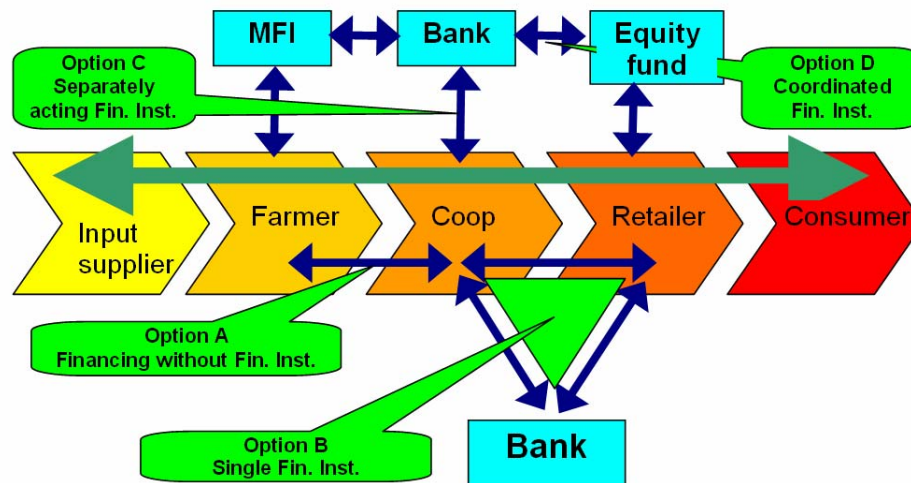 MFI
Bank
Equity
fund
Option C
Separately
acting Fin. Inst.
Option D
Coordinated
Fin. Inst.
Input
supplier
Farmer
Coop
Retailer
Consumer
Option A
Financing without Fin. Inst.
Option B
Single Fin. Inst.
Bank